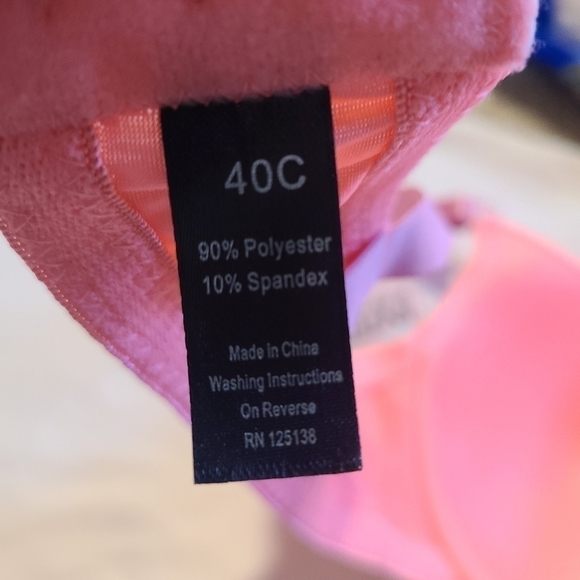 40C
90% Polyester
10% Spandex
Made in China
Washing Instructions
On Reverse
RN 125138